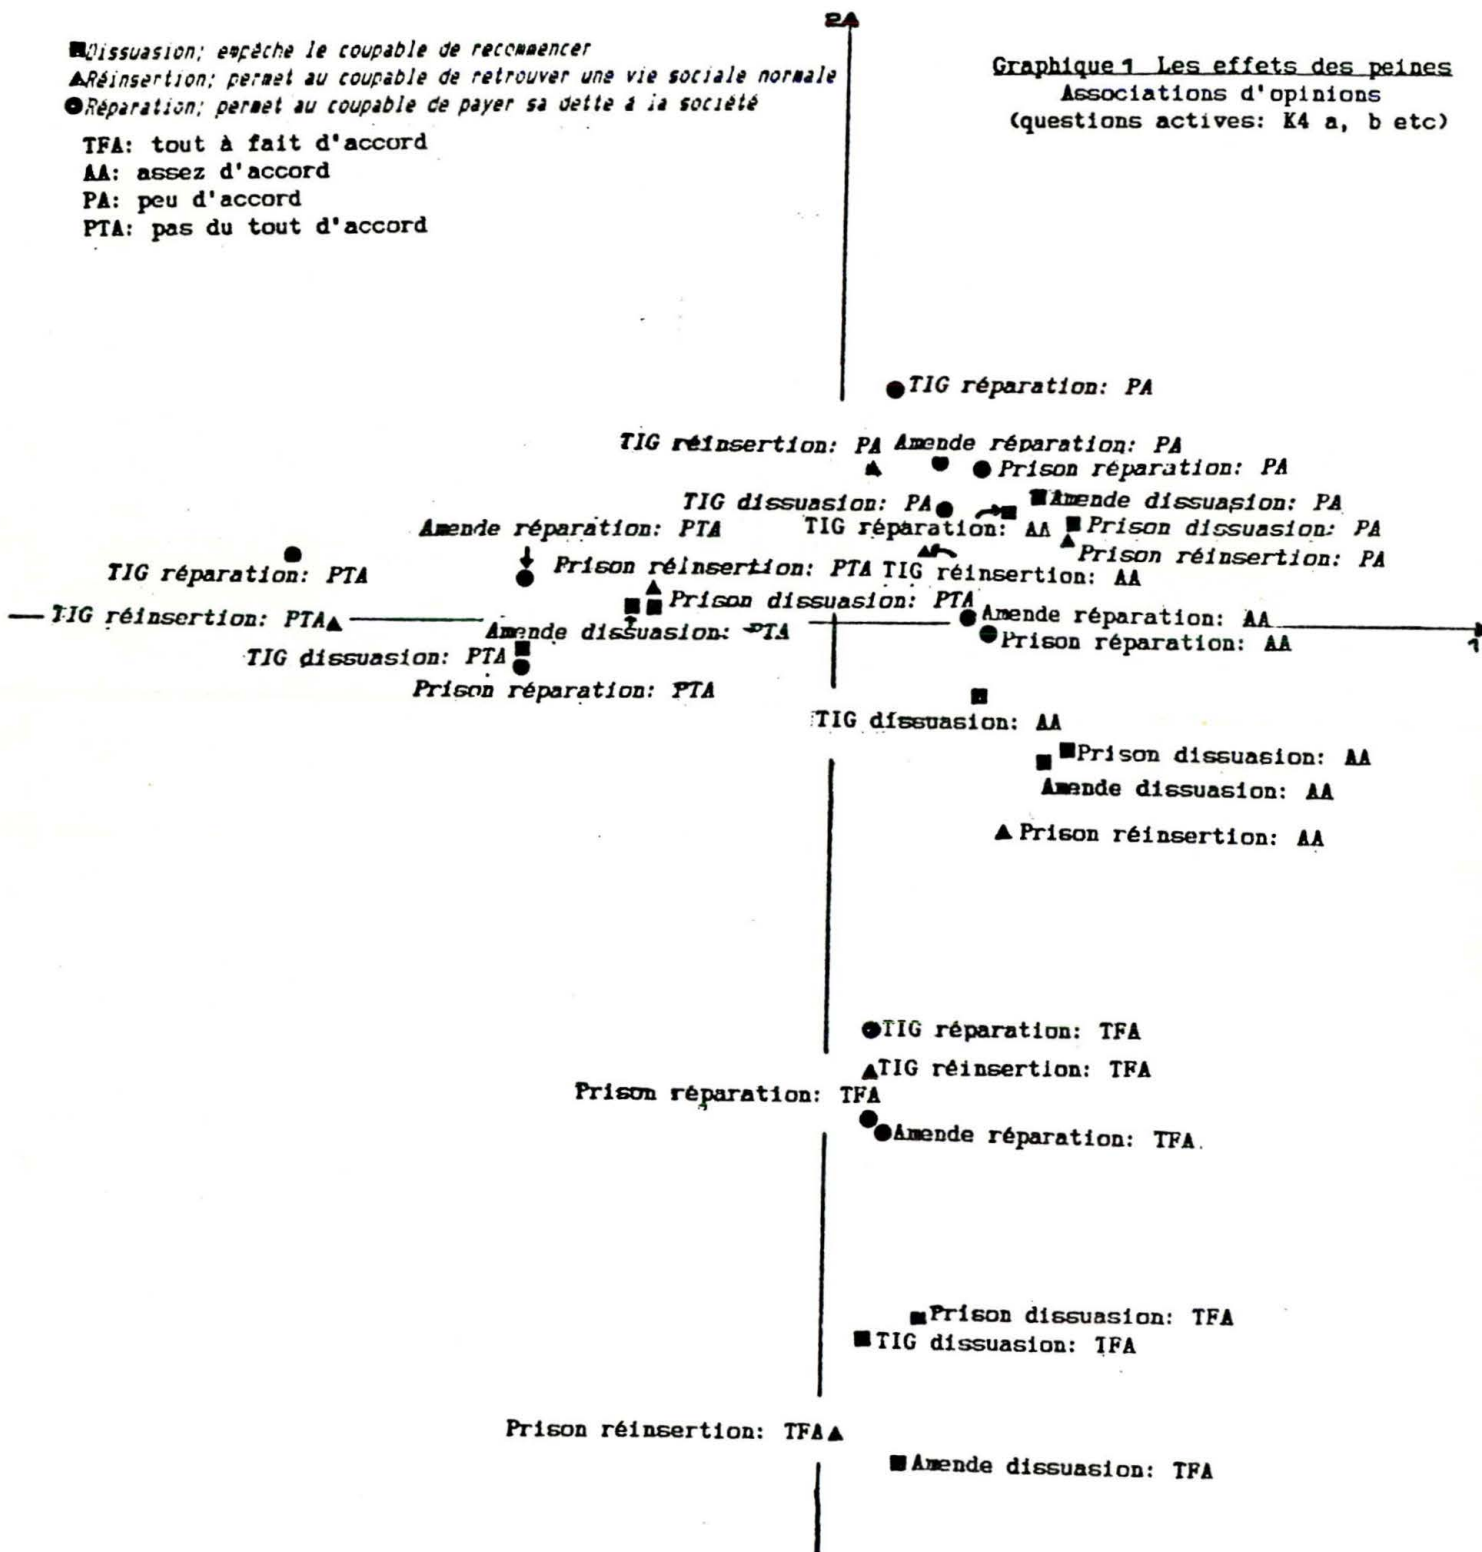 2
■Dissuasion; empêche le coupable de recommencer
▲Réinsertion; permet au coupable de retrouver une vie sociale normale
●Réparation; permet au coupable de payer sa dette à la société
TFA: tout à fait d'accord
AA: assez d'accord
PA: peu d'accord
PTA: pas du tout d'accord
Graphique 1 Les effets des peines
Associations d'opinions
(questions actives: K4 a, b etc)
TIG réparation: PA
TIG réinsertion: PA
Amende réparation: PA
Prison réparation: PA
TIG dissuasion: PA
Amende dissuasion: PA
Amende réparation: PTA
TIG réparation: AA
Prison dissuasion: PA
Prison réinsertion: PA
TIG réparation: PTA
Prison réinsertion: PTA
TIG réinsertion: AA
Prison dissuasion: PTA
TIG réinsertion: PTA
Amende dissuasion: PTA
Amende réparation: AA
Prison réparation: AA
1
TIG dissuasion: PTA
Prison réparation: PTA
TIG dissuasion: AA
Prison dissuasion: AA
Amende dissuasion: AA
Prison réinsertion: AA
TIG réparation: TFA
TIG réinsertion: TFA
Prison réparation: TFA
Amende réparation: TFA
Prison dissuasion: TFA
TIG dissuasion: TFA
Prison réinsertion: TFA
Amende dissuasion: TFA